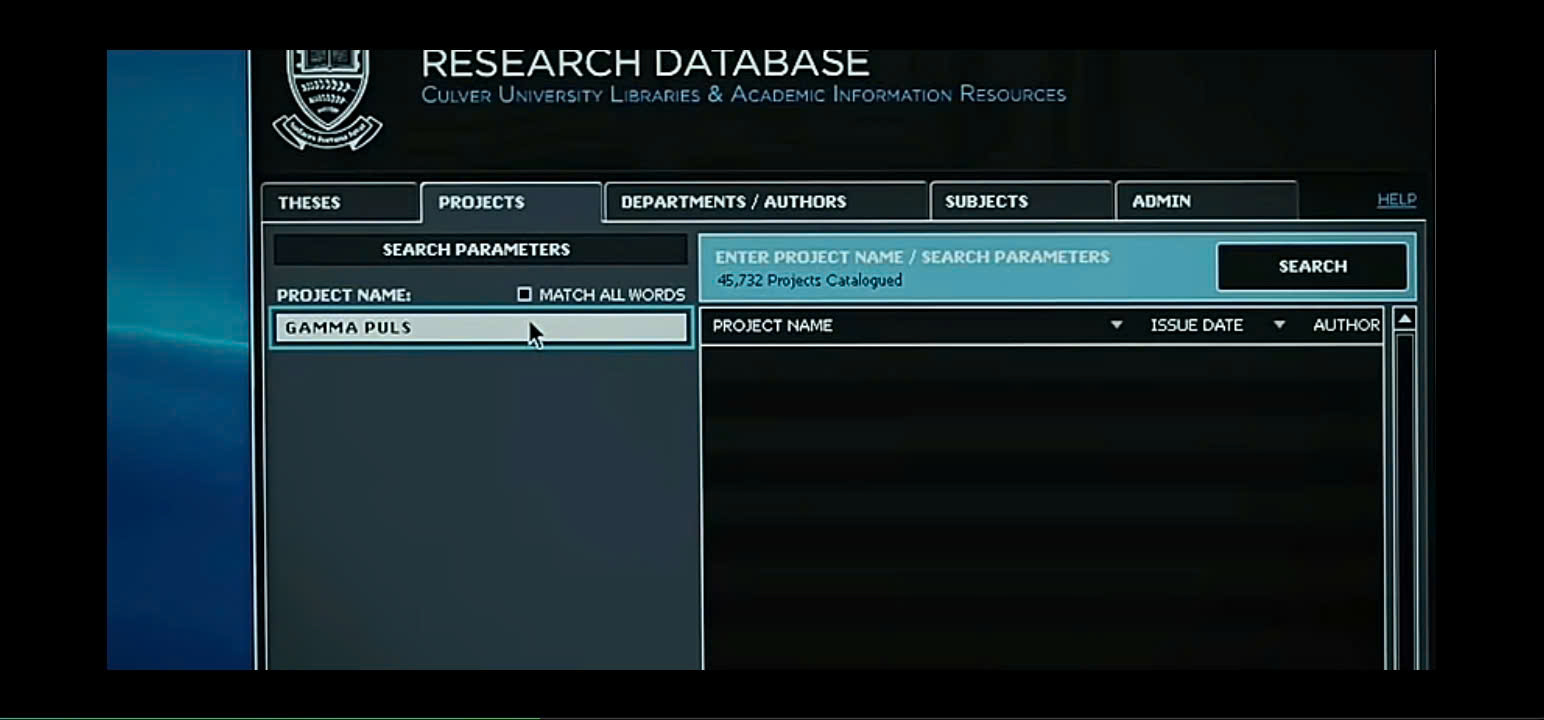 RESEARCH DATABASE
CULVER UNIVERSITY LIBRARIES & ACADEMIC INFORMATION RESOURCES
THESES
PROJECTS
DEPARTMENTS / AUTHORS
SUBJECTS
ADMIN
HELP
SEARCH PARAMETERS
PROJECT NAME:
MATCH ALL WORDS
GAMMA PULS
ENTER PROJECT NAME / SEARCH PARAMETERS
45,732 Projects Catalogued
SEARCH
PROJECT NAME
ISSUE DATE
AUTHOR